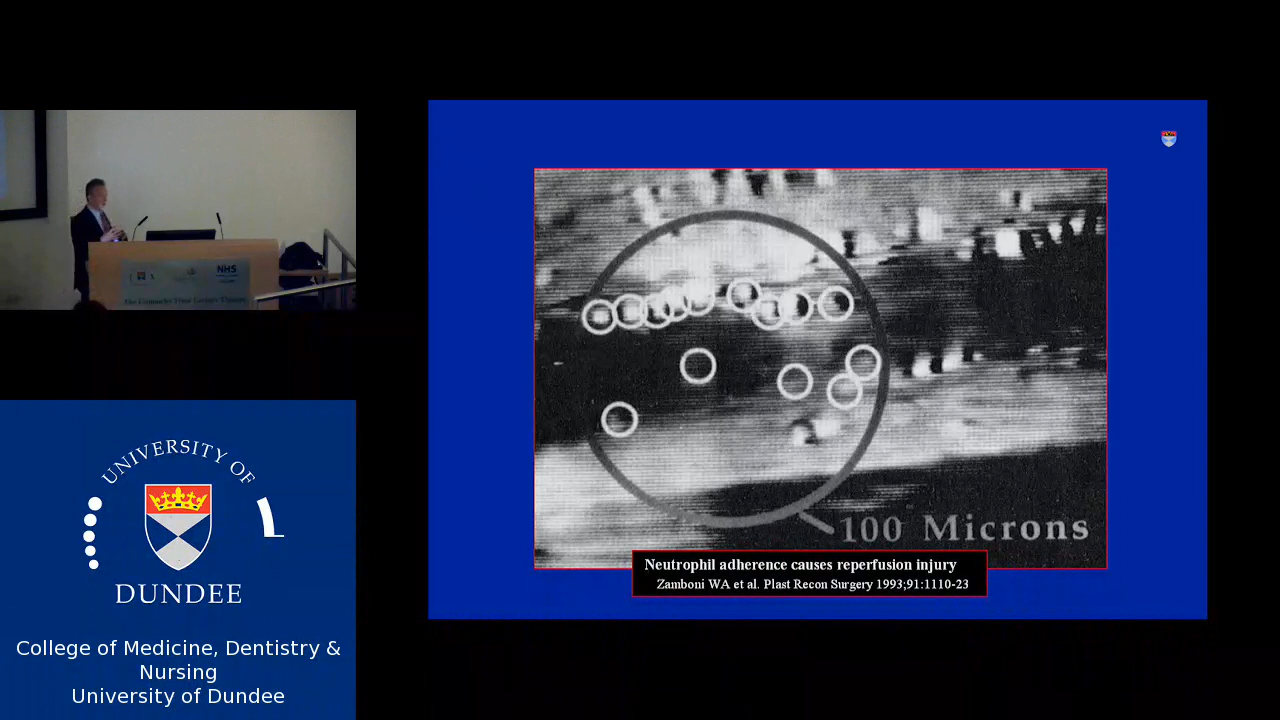 NHS
UNIVERSITY OF
DUNDEE
College of Medicine, Dentistry &
Nursing
University of Dundee
100 Microns
Neutrophil adherence causes reperfusion injury
Zamboni WA et al. Plast Recon Surgery 1993;91:1110-23